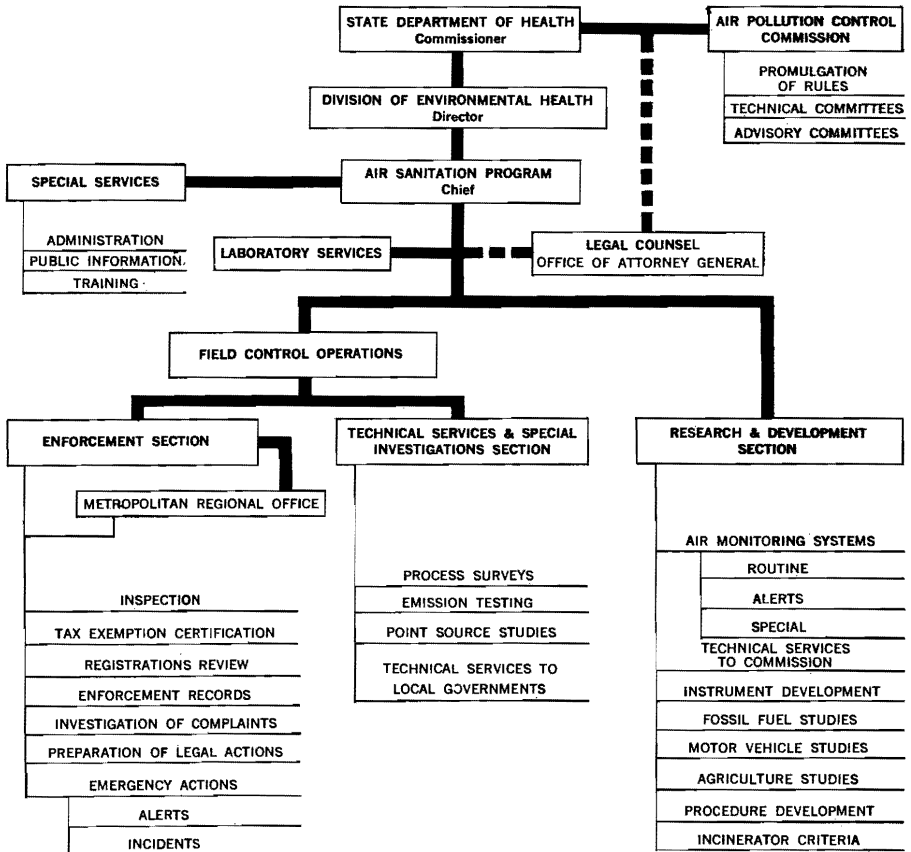 STATE DEPARTMENT OF HEALTH
Commissioner
AIR POLLUTION CONTROL
COMMISSION
PROMULGATION
OF RULES
TECHNICAL COMMITTEES
ADVISORY COMMITTEES
DIVISION OF ENVIRONMENTAL HEALTH
Director
SPECIAL SERVICES
ADMINISTRATION
PUBLIC INFORMATION
TRAINING
AIR SANITATION PROGRAM
Chief
LABORATORY SERVICES
LEGAL COUNSEL
OFFICE OF ATTORNEY GENERAL
FIELD CONTROL OPERATIONS
ENFORCEMENT SECTION
METROPOLITAN REGIONAL OFFICE
INSPECTION
TAX EXEMPTION CERTIFICATION
REGISTRATIONS REVIEW
ENFORCEMENT RECORDS
INVESTIGATION OF COMPLAINTS
PREPARATION OF LEGAL ACTIONS
EMERGENCY ACTIONS
ALERTS
INCIDENTS
TECHNICAL SERVICES & SPECIAL
INVESTIGATIONS SECTION
PROCESS SURVEYS
EMISSION TESTING
POINT SOURCE STUDIES
TECHNICAL SERVICES TO
LOCAL GOVERNMENTS
RESEARCH & DEVELOPMENT
SECTION
AIR MONITORING SYSTEMS
ROUTINE
ALERTS
SPECIAL
TECHNICAL SERVICES
TO COMMISSION
INSTRUMENT DEVELOPMENT
FOSSIL FUEL STUDIES
MOTOR VEHICLE STUDIES
AGRICULTURE STUDIES
PROCEDURE DEVELOPMENT
INCINERATOR CRITERIA